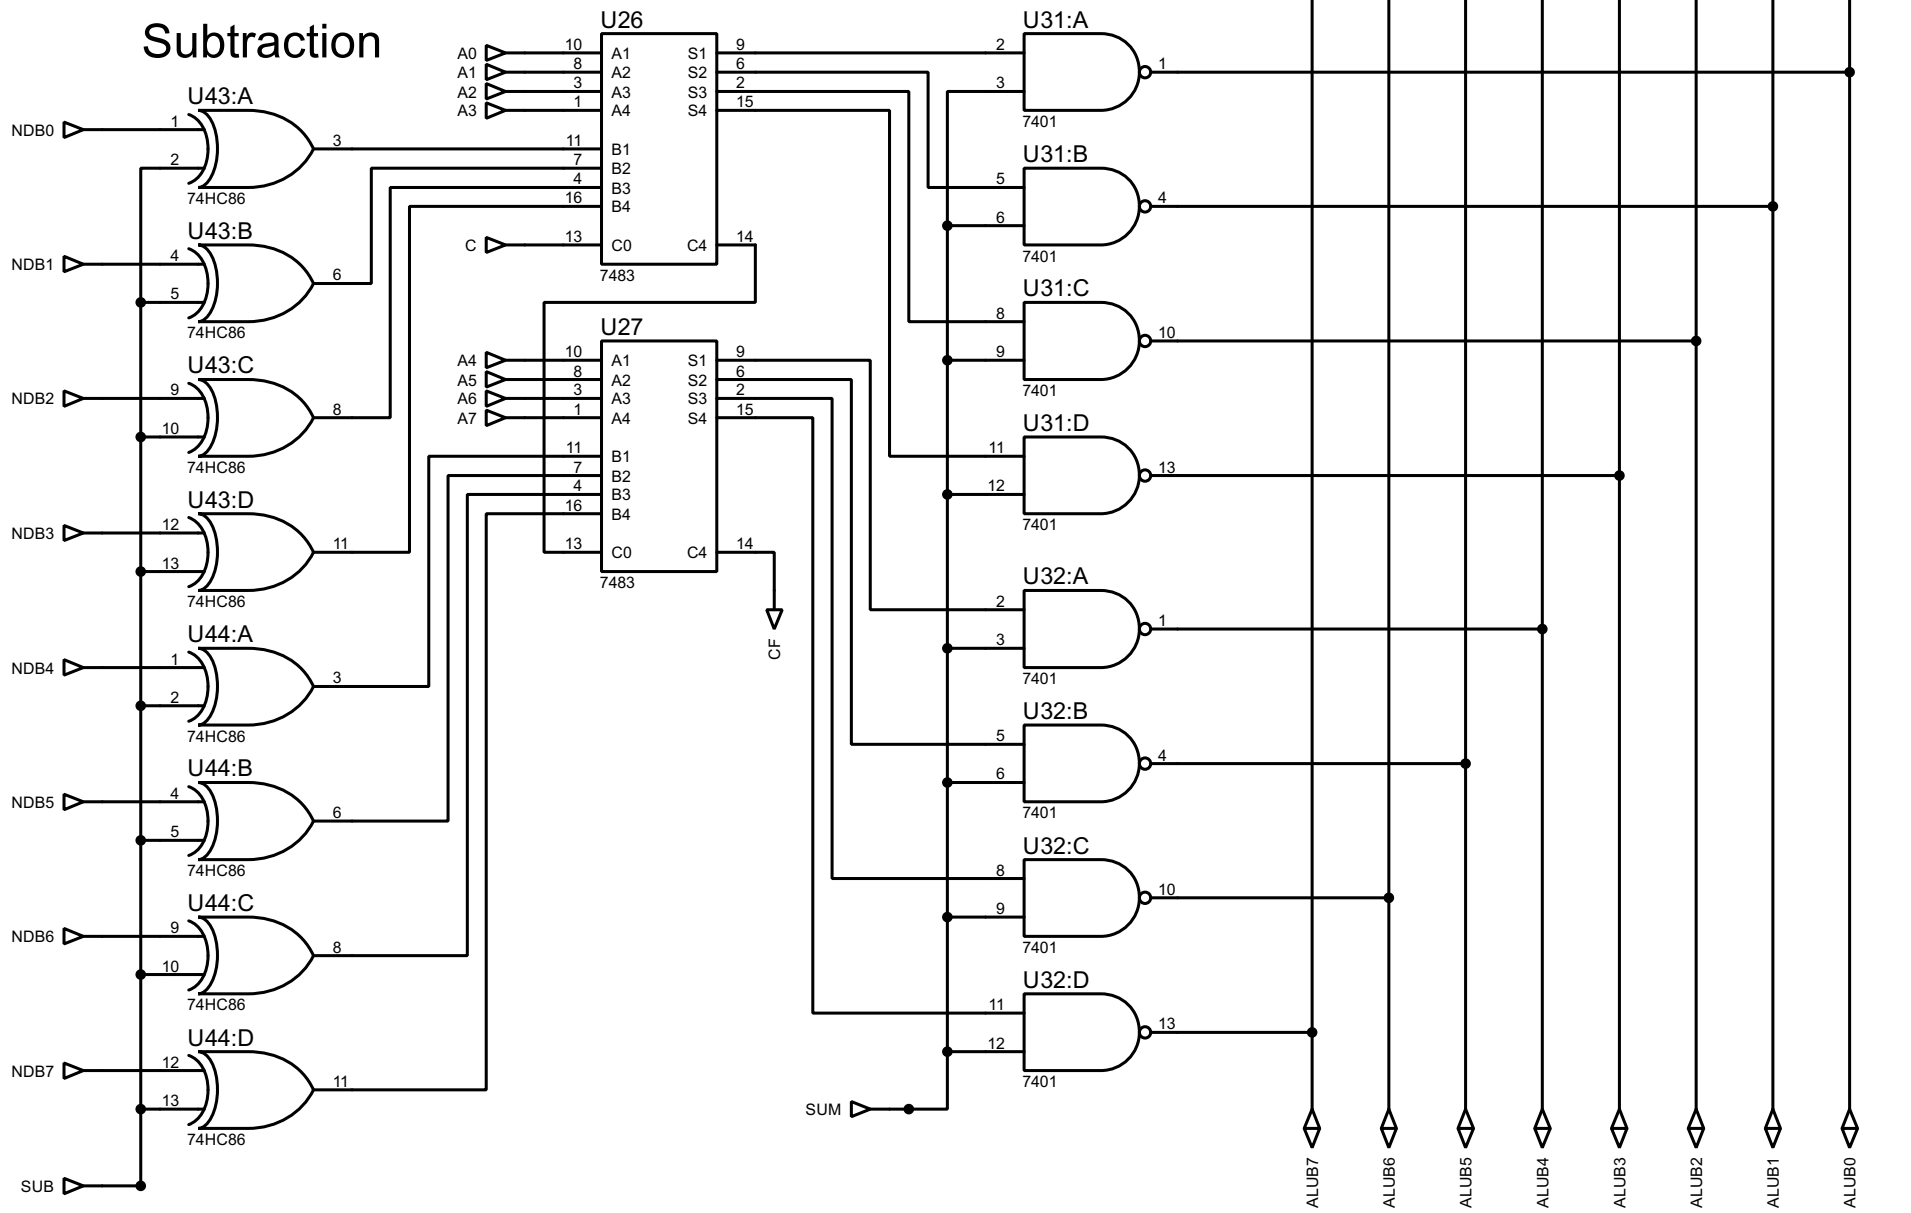 Subtraction
U43:A
NDB0
1
2
3
74HC86
U43:B
NDB1
4
5
6
74HC86
U43:C
NDB2
9
10
8
74HC86
U43:D
NDB3
12
13
11
74HC86
U44:A
NDB4
1
2
3
74HC86
U44:B
NDB5
4
5
6
74HC86
U44:C
NDB6
9
10
8
74HC86
U44:D
NDB7
12
13
11
74HC86
SUB
U26
A0 10 A1 S1 9
A1 8 A2 S2 6
A2 3 A3 S3 2
A3 1 A4 S4 15
11 B1
7 B2
4 B3
16 B4
C 13 C0 C4 14
7483
U27
A4 10 A1 S1 9
A5 8 A2 S2 6
A6 3 A3 S3 2
A7 1 A4 S4 15
11 B1
7 B2
4 B3
16 B4
13 C0 C4 14
7483
CF
U31:A
2
3
1
7401
U31:B
5
6
4
7401
U31:C
8
9
10
7401
U31:D
11
12
13
7401
U32:A
2
3
1
7401
U32:B
5
6
4
7401
U32:C
8
9
10
7401
U32:D
11
12
13
7401
SUM
ALUB7
ALUB6
ALUB5
ALUB4
ALUB3
ALUB2
ALUB1
ALUB0